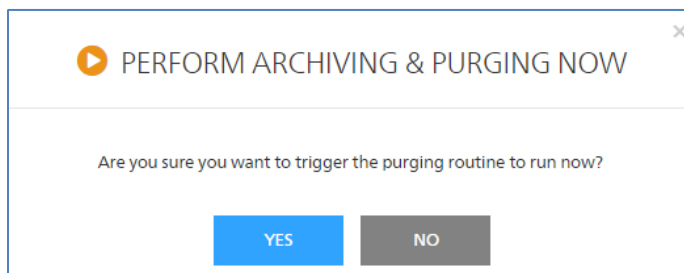 PERFORM ARCHIVING & PURGING NOW
Are you sure you want to trigger the purging routine to run now?
YES NO